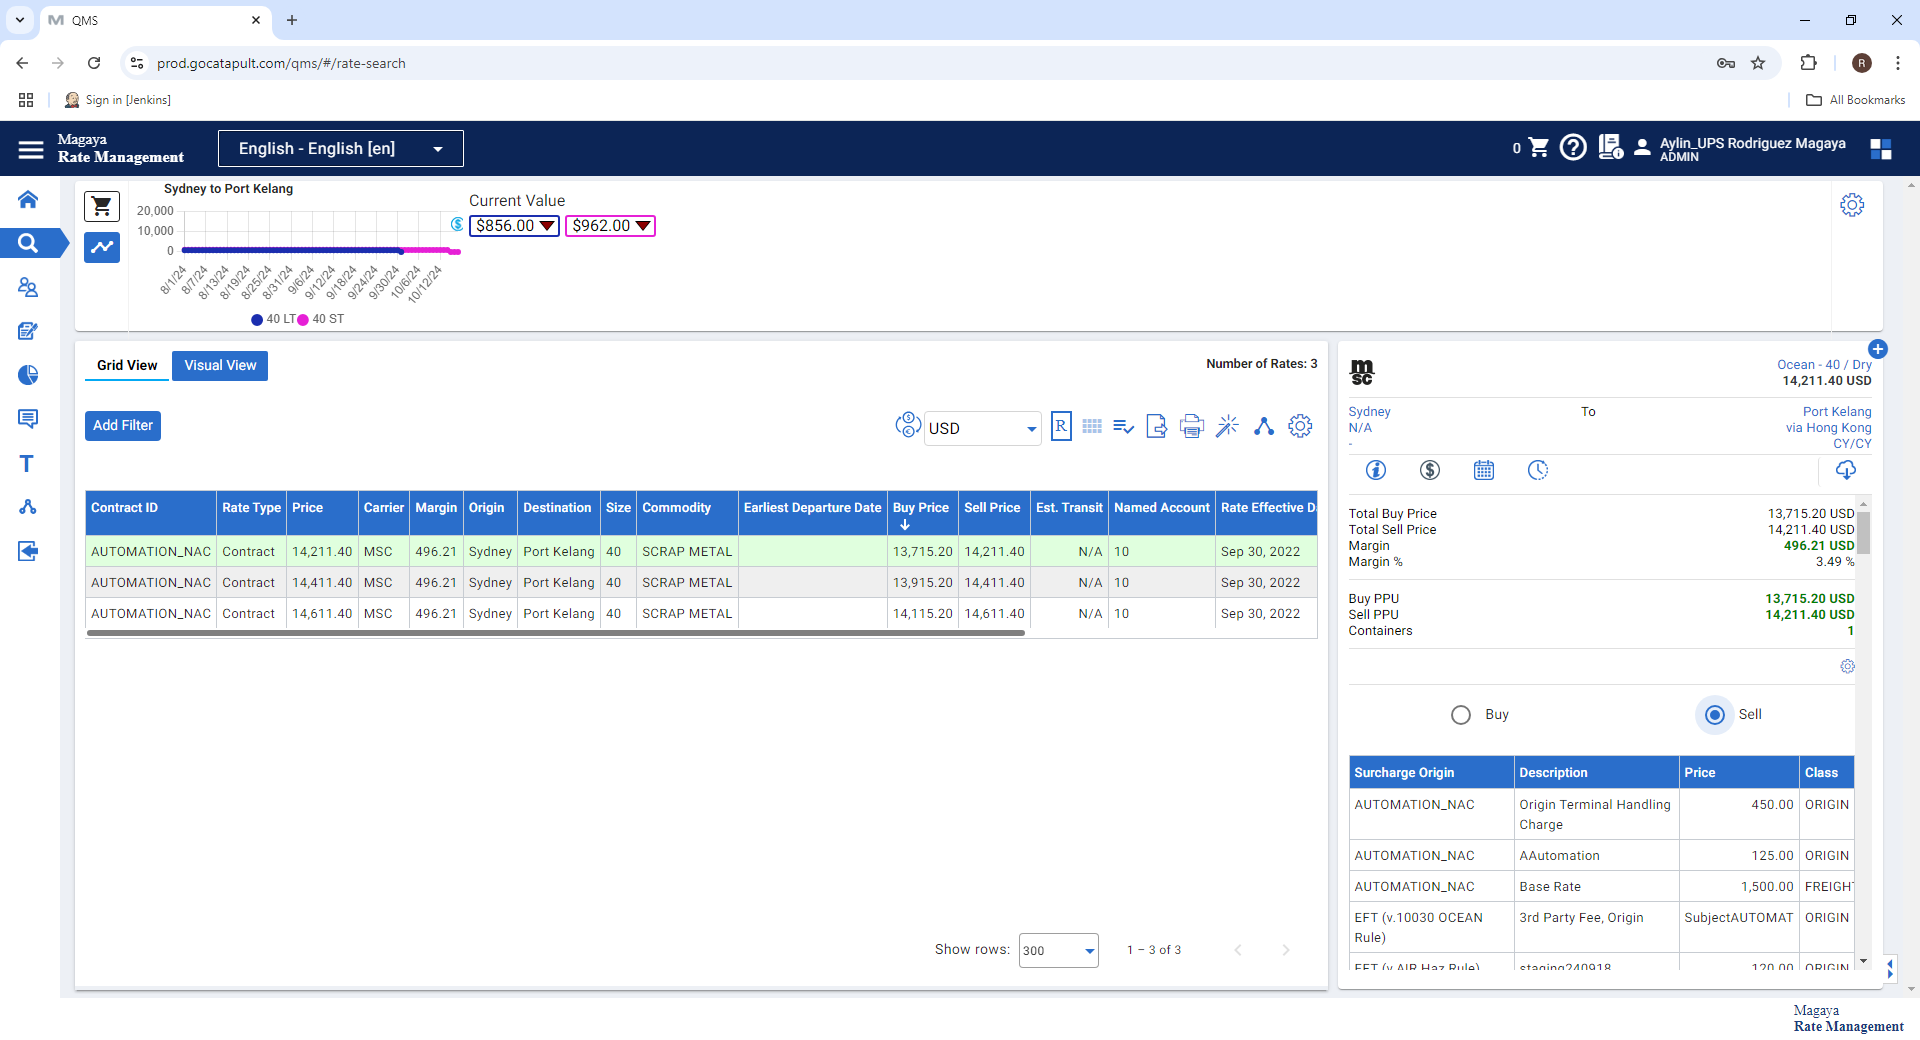 QMS
prod.gocatapult.com/qms/#/rate-search
R
Sign in [Jenkins]
All Bookmarks
Magaya
Rate Management
English - English [en]
0
Aylin_UPS Rodriguez Magaya
ADMIN
Sydney to Port Kelang
20,000
10,000
0
8/1/24 8/7/24 8/13/24 8/19/24 8/25/24 8/31/24 9/6/24 9/12/24 9/18/24 9/24/24 9/30/24 10/6/24 10/12/24
40 LT 40 ST
Current Value
$856.00 $962.00
Grid View Visual View
Number of Rates: 3
Add Filter
USD
R
Contract ID Rate Type Price Carrier Margin Origin Destination Size Commodity Earliest Departure Date Buy Price Sell Price Est. Transit Named Account Rate Effective D
AUTOMATION_NAC Contract 14,211.40 MSC 496.21 Sydney Port Kelang 40 SCRAP METAL 13,715.20 14,211.40 N/A 10 Sep 30, 2022
AUTOMATION_NAC Contract 14,411.40 MSC 496.21 Sydney Port Kelang 40 SCRAP METAL 13,915.20 14,411.40 N/A 10 Sep 30, 2022
AUTOMATION_NAC Contract 14,611.40 MSC 496.21 Sydney Port Kelang 40 SCRAP METAL 14,115.20 14,611.40 N/A 10 Sep 30, 2022
Show rows: 300 1 – 3 of 3
m
sc
Ocean - 40 / Dry
14,211.40 USD
Sydney To Port Kelang
N/A via Hong Kong
- CY/CY
Total Buy Price 13,715.20 USD
Total Sell Price 14,211.40 USD
Margin 496.21 USD
Margin % 3.49 %
Buy PPU 13,715.20 USD
Sell PPU 14,211.40 USD
Containers 1
Buy Sell
Surcharge Origin Description Price Class
AUTOMATION_NAC Origin Terminal Handling 450.00 ORIGIN
Charge
AUTOMATION_NAC AAutomation 125.00 ORIGIN
AUTOMATION_NAC Base Rate 1,500.00 FREIGH
EFT (v.10030 OCEAN 3rd Party Fee, Origin SubjectAUTOMAT ORIGIN
Rule)
EFT (v.AIR Haz Rule) staging240918 120.00 ORIGIN
Magaya
Rate Management